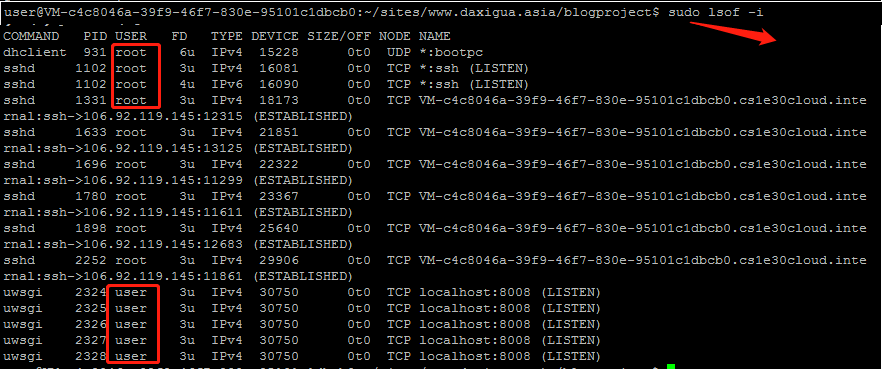 user@VM-c4c8046a-39f9-46f7-830e-95101c1dbcb0:~/sites/www.daxigua.asia/blogproject$ sudo lsof -i
COMMAND PID USER FD TYPE DEVICE SIZE/OFF NODE NAME
dhclient 931 root 6u IPv4 15228 0t0 UDP *:bootpc
sshd 1102 root 3u IPv4 16081 0t0 TCP *:ssh (LISTEN)
sshd 1102 root 4u IPv6 16090 0t0 TCP *:ssh (LISTEN)
sshd 1331 root 3u IPv4 18173 0t0 TCP VM-c4c8046a-39f9-46f7-830e-95101c1dbcb0.cs1e30cloud.inte
rnal:ssh->106.92.119.145:12315 (ESTABLISHED)
sshd 1633 root 3u IPv4 21851 0t0 TCP VM-c4c8046a-39f9-46f7-830e-95101c1dbcb0.cs1e30cloud.inte
rnal:ssh->106.92.119.145:13125 (ESTABLISHED)
sshd 1696 root 3u IPv4 22322 0t0 TCP VM-c4c8046a-39f9-46f7-830e-95101c1dbcb0.cs1e30cloud.inte
rnal:ssh->106.92.119.145:11299 (ESTABLISHED)
sshd 1780 root 3u IPv4 23367 0t0 TCP VM-c4c8046a-39f9-46f7-830e-95101c1dbcb0.cs1e30cloud.inte
rnal:ssh->106.92.119.145:11611 (ESTABLISHED)
sshd 1898 root 3u IPv4 25640 0t0 TCP VM-c4c8046a-39f9-46f7-830e-95101c1dbcb0.cs1e30cloud.inte
rnal:ssh->106.92.119.145:12683 (ESTABLISHED)
sshd 2252 root 3u IPv4 29906 0t0 TCP VM-c4c8046a-39f9-46f7-830e-95101c1dbcb0.cs1e30cloud.inte
rnal:ssh->106.92.119.145:11861 (ESTABLISHED)
uwsgi 2324 user 3u IPv4 30750 0t0 TCP localhost:8008 (LISTEN)
uwsgi 2325 user 3u IPv4 30750 0t0 TCP localhost:8008 (LISTEN)
uwsgi 2326 user 3u IPv4 30750 0t0 TCP localhost:8008 (LISTEN)
uwsgi 2327 user 3u IPv4 30750 0t0 TCP localhost:8008 (LISTEN)
uwsgi 2328 user 3u IPv4 30750 0t0 TCP localhost:8008 (LISTEN)